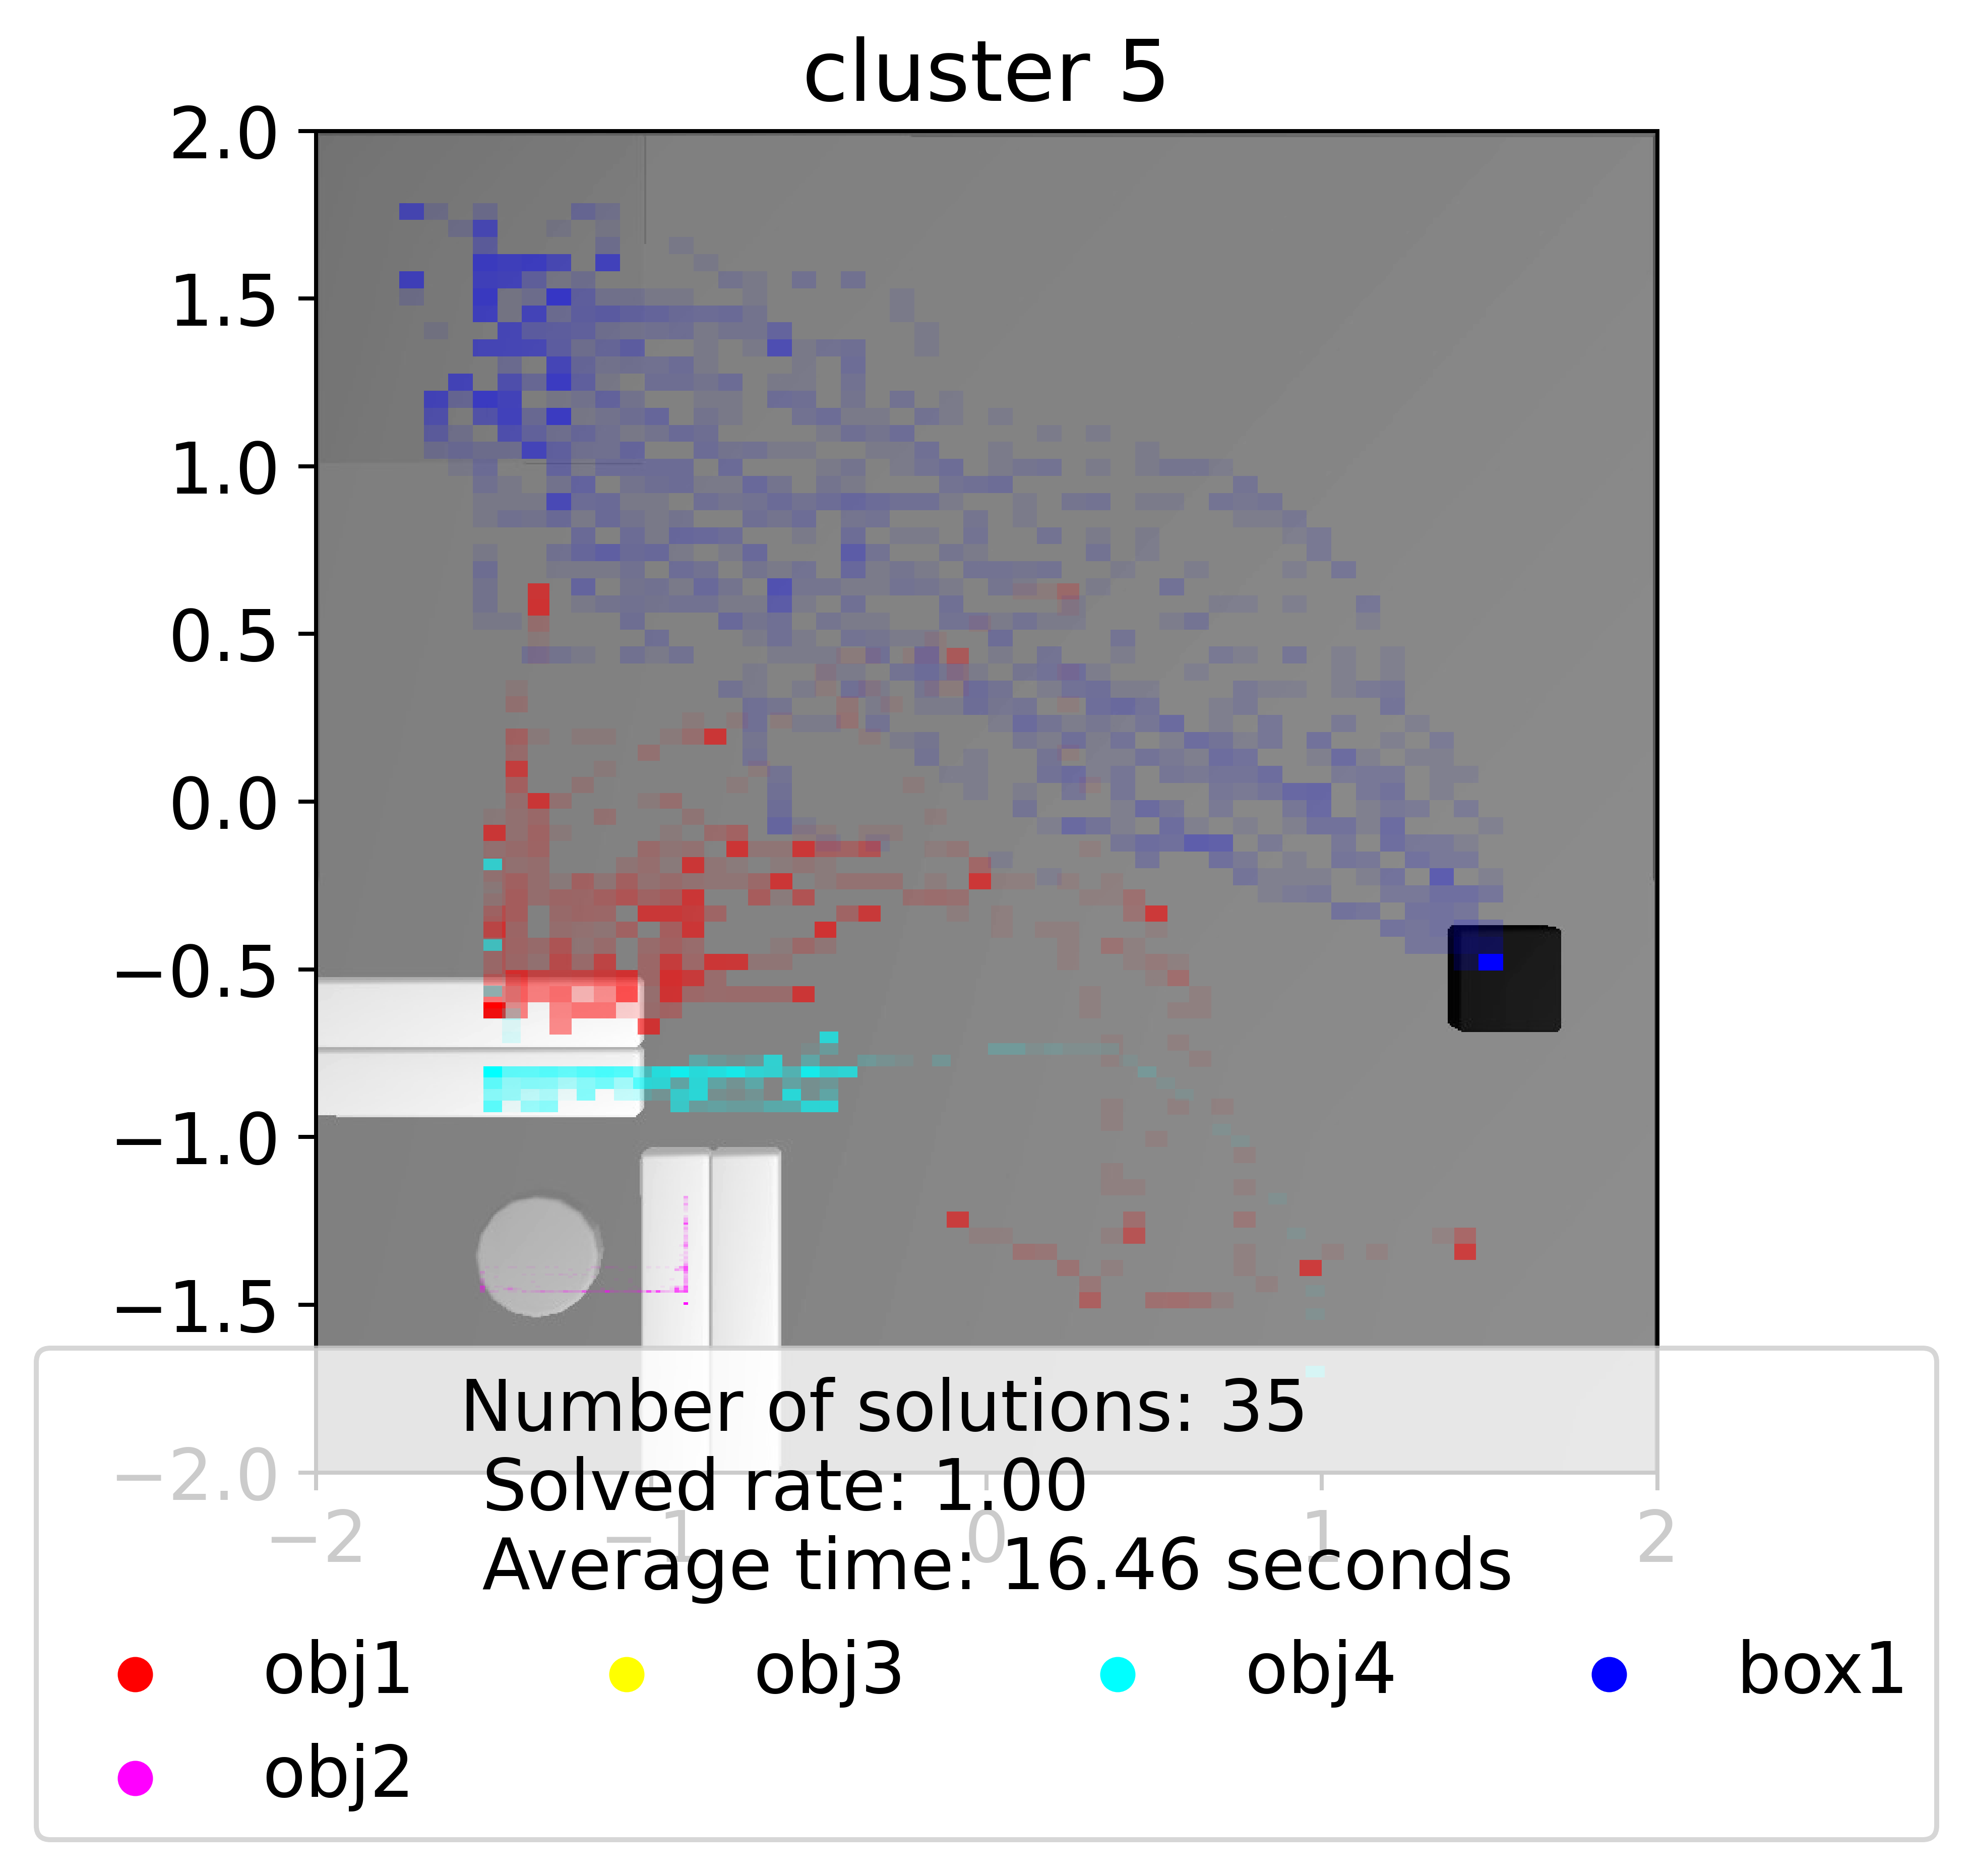 cluster 5
2.0
1.5
1.0
0.5
0.0
−0.5
−1.0
−1.5
−2.0
−2 −1 0 1 2
Number of solutions: 35
Solved rate: 1.00
Average time: 16.46 seconds
obj1 obj3 obj4 box1
obj2